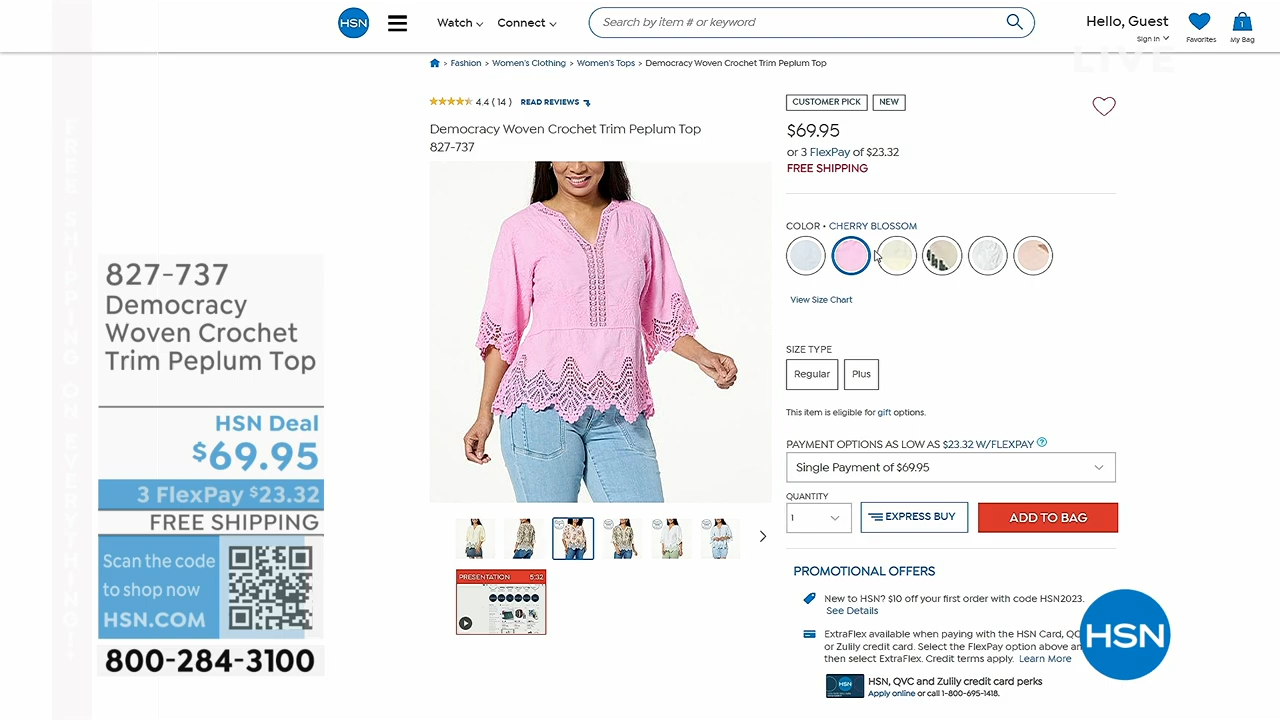 HSN
Watch
Connect
Search by item # or keyword
Hello, Guest
Sign In
Favorites
1
My Bag
LIVE
> Fashion > Women's Clothing > Women's Tops > Democracy Woven Crochet Trim Peplum Top
4.4 ( 14 ) READ REVIEWS
Democracy Woven Crochet Trim Peplum Top
827-737
CUSTOMER PICK NEW
$69.95
or 3 FlexPay of $23.32
FREE SHIPPING
COLOR • CHERRY BLOSSOM
View Size Chart
SIZE TYPE
Regular Plus
This item is eligible for gift options.
PAYMENT OPTIONS AS LOW AS $23.32 W/FLEXPAY ?
Single Payment of $69.95
QUANTITY
1
EXPRESS BUY
ADD TO BAG
PROMOTIONAL OFFERS
New to HSN? $10 off your first order with code HSN2023.
See Details
ExtraFlex available when paying with the HSN Card,
or Zulily credit card. Select the FlexPay option above
then select ExtraFlex. Credit terms apply. Learn More
HSN, QVC and Zulily credit card perks
Apply online or call 1-800-695-1418.
HSN
PRESENTATION 5:32
FREE SHIPPING ON EVERYTHING
827-737
Democracy
Woven Crochet
Trim Peplum Top
HSN Deal
$69.95
3 FlexPay $23.32
FREE SHIPPING
Scan the code
to shop now
HSN.COM
800-284-3100
HSN